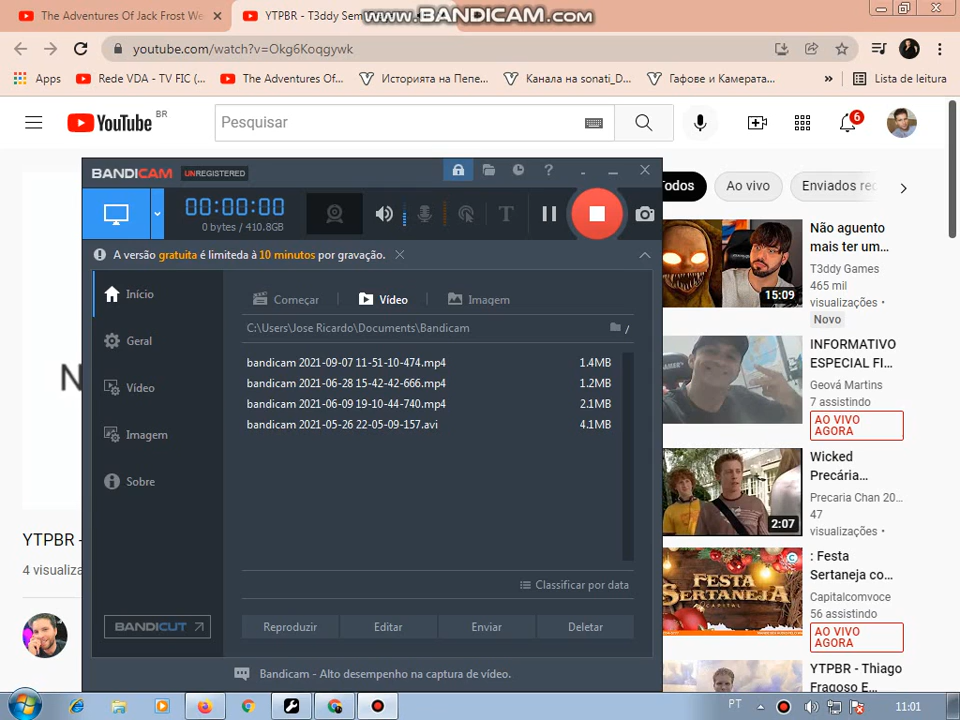 The Adventures Of Jack Frost We
YTPBR - T3ddy Sem
www.BANDICAM.com
youtube.com/watch?v=Okg6Koqgywk
Apps
Rede VDA - TV FIC (...
The Adventures Of...
Историята на Пепе...
Канала на sonati_D...
Гафове и Камерата...
»
Lista de leitura
YouTube BR
Pesquisar
6
BANDICAM UNREGISTERED
00:00:00
0 bytes / 410.8GB
A versão gratuita é limiteda à 10 minutos por gravação.
Início
Geral
Vídeo
Imagem
Sobre
BANDICUT
Começar
Vídeo
Imagem
C:\Users\Jose Ricardo\Documents\Bandicam
/
bandicam 2021-09-07 11-51-10-474.mp4 1.4MB
bandicam 2021-06-28 15-42-42-666.mp4 1.2MB
bandicam 2021-06-09 19-10-44-740.mp4 2.1MB
bandicam 2021-05-26 22-05-09-157.avi 4.1MB
Classificar por data
Reproduzir
Editar
Enviar
Deletar
Bandicam - Alto desempenho na captura de vídeo.
N
YTPBR -
4 visualiza
Todos
Ao vivo
Enviados rec
15:09
Não aguento
mais ter um...
T3ddy Games
465 mil
visualizações •
Novo
INFORMATIVO
ESPECIAL FI...
Geová Martins
7 assistindo
AO VIVO
AGORA
2:07
Wicked
Precária...
Precaria Chan 20...
47
visualizações •
FESTA
SERTANEJA
CAPITAL
: Festa
Sertaneja co...
Capitalcomvoce
56 assistindo
AO VIVO
AGORA
YTPBR - Thiago
Fragoso E...
PT
11:01